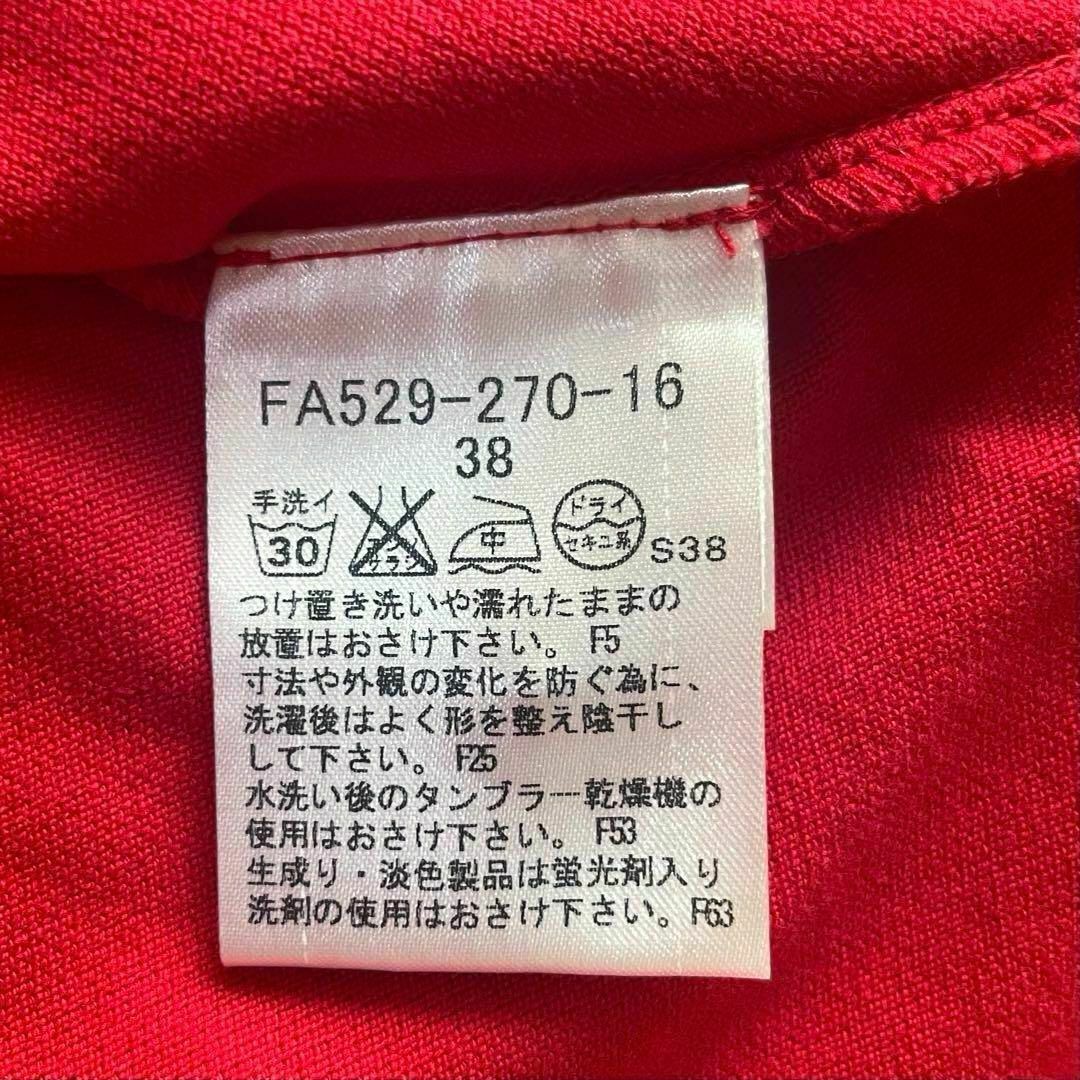 FA529-270-16
38
手洗イ
30
エンソ
サラシ
中
ドライ
セキユ系
S38
つけ置き洗いや濡れたままの
放置はおさけ下さい。 F5
寸法や外観の変化を防ぐ為に、
洗濯後はよく形を整え陰干し
して下さい。 F25
水洗い後のタンブラー乾燥機の
使用はおさけ下さい。 F53
生成り・淡色製品は蛍光剤入り
洗剤の使用はおさけ下さい。F63